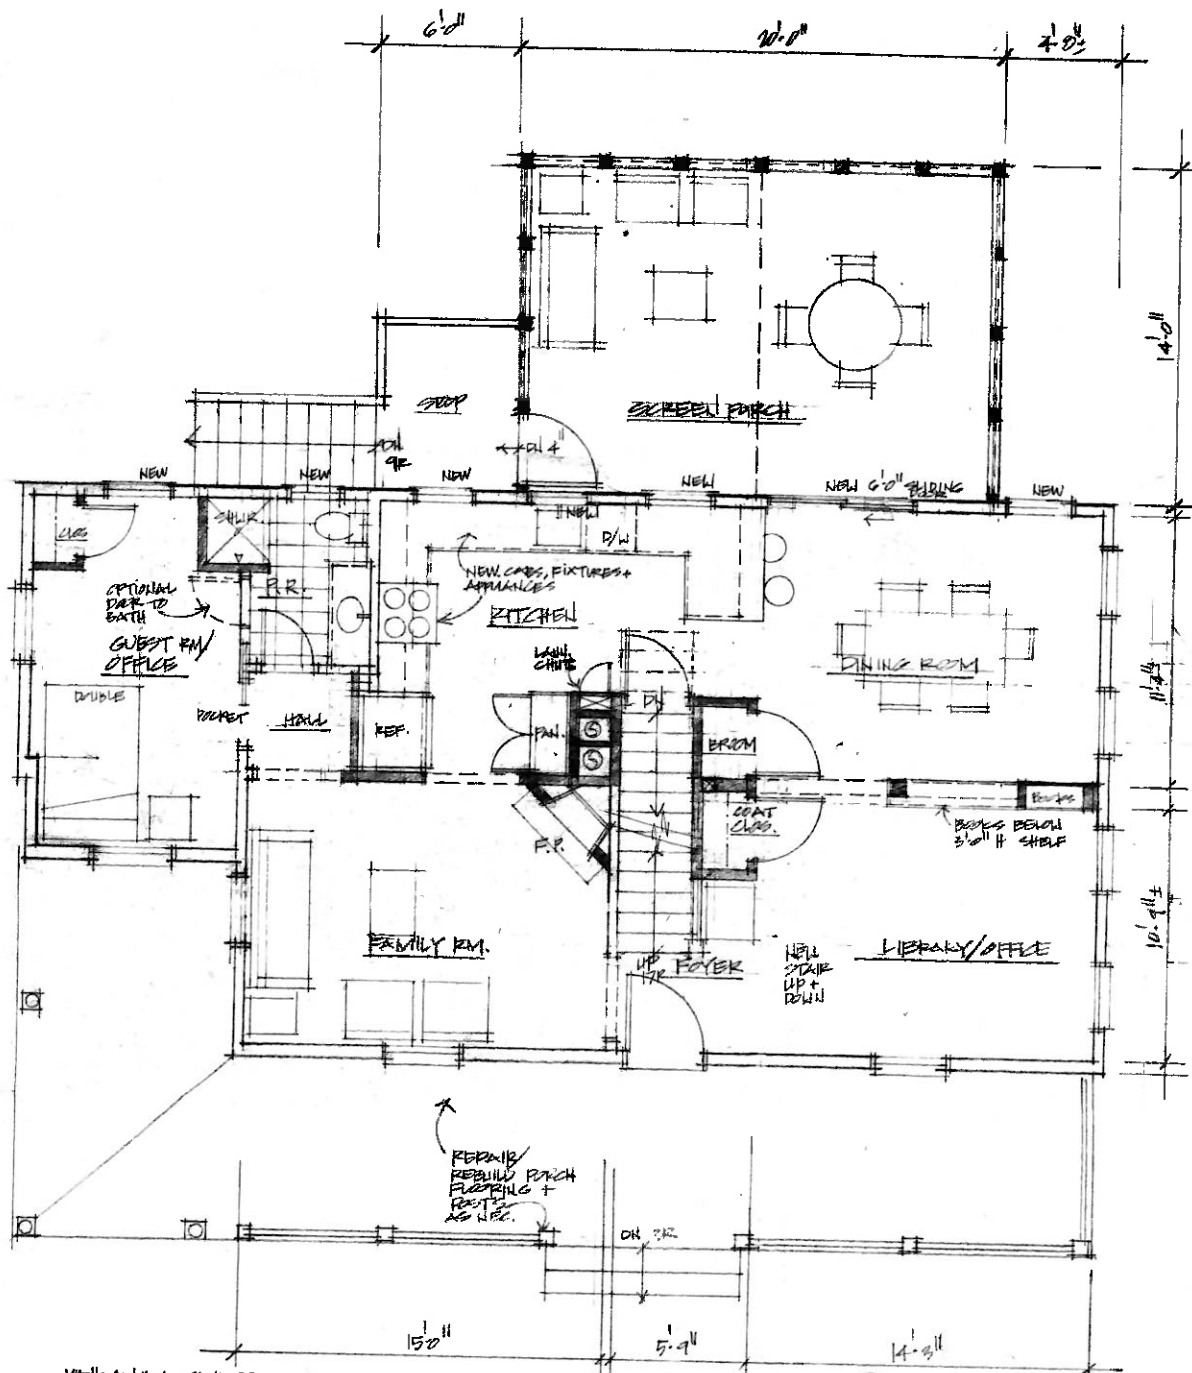 6'-0"
20'-0"
4'-0"±
14'-0"
STOOP
SCREEN PORCH
DN
9R
DN 4"
NEW
NEW
NEW
NEW
NEW 6'-0" SLIDING
NEW
NEW
CLOS
SHWR.
D/W
NEW CABS, FIXTURES +
APPLIANCES
OPTIONAL
DOOR TO
BATH
P.R.
KITCHEN
GUEST RM/
OFFICE
LAUN.
CHUTE
DINING ROOM
11'-4"±
DOUBLE
POCKET
HALL
REF.
PAN.
S
S
DN
BROOM
BOOKS
COAT
CLOS.
BOOKS BELOW
3'-0" H SHELF
F.P.
10'-9"±
FAMILY RM.
UP
17R
FOYER
NEW
STAIR
UP +
DOWN
LIBRARY/OFFICE
REPAIR/
REBUILD PORCH
FLOORING +
POSTS
AS NEC.
DN 3R
15'-0"
5'-9"
14'-3"